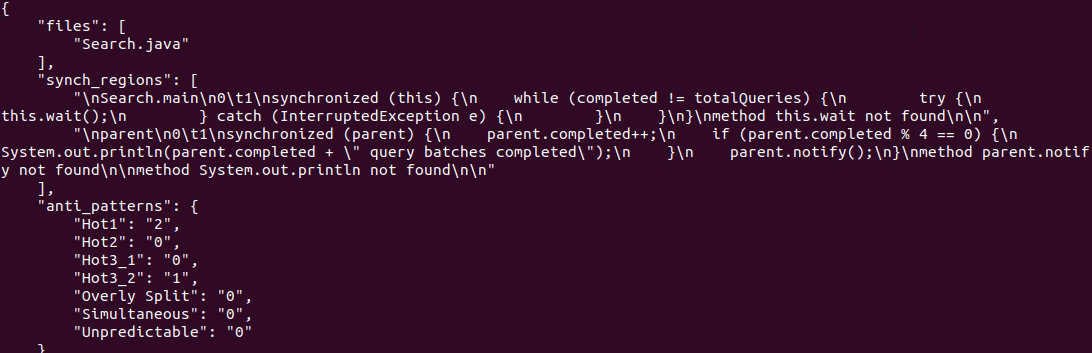 {
    "files": [
        "Search.java"
    ],
    "synch_regions": [
        "\nSearch.main\n0\t1\nsynchronized (this) {\n    while (completed != totalQueries) {\n        try {\n
this.wait();\n        } catch (InterruptedException e) {\n        }\n    }\n}\nmethod this.wait not found\n\n",
        "\nparent\n0\t1\nsynchronized (parent) {\n    parent.completed++;\n    if (parent.completed % 4 == 0) {\n
System.out.println(parent.completed + \" query batches completed\");\n    }\n    parent.notify();\n}\nmethod parent.notif
y not found\n\nmethod System.out.println not found\n\n"
    ],
    "anti_patterns": {
        "Hot1": "2",
        "Hot2": "0",
        "Hot3_1": "0",
        "Hot3_2": "1",
        "Overly Split": "0",
        "Simultaneous": "0",
        "Unpredictable": "0"
    }